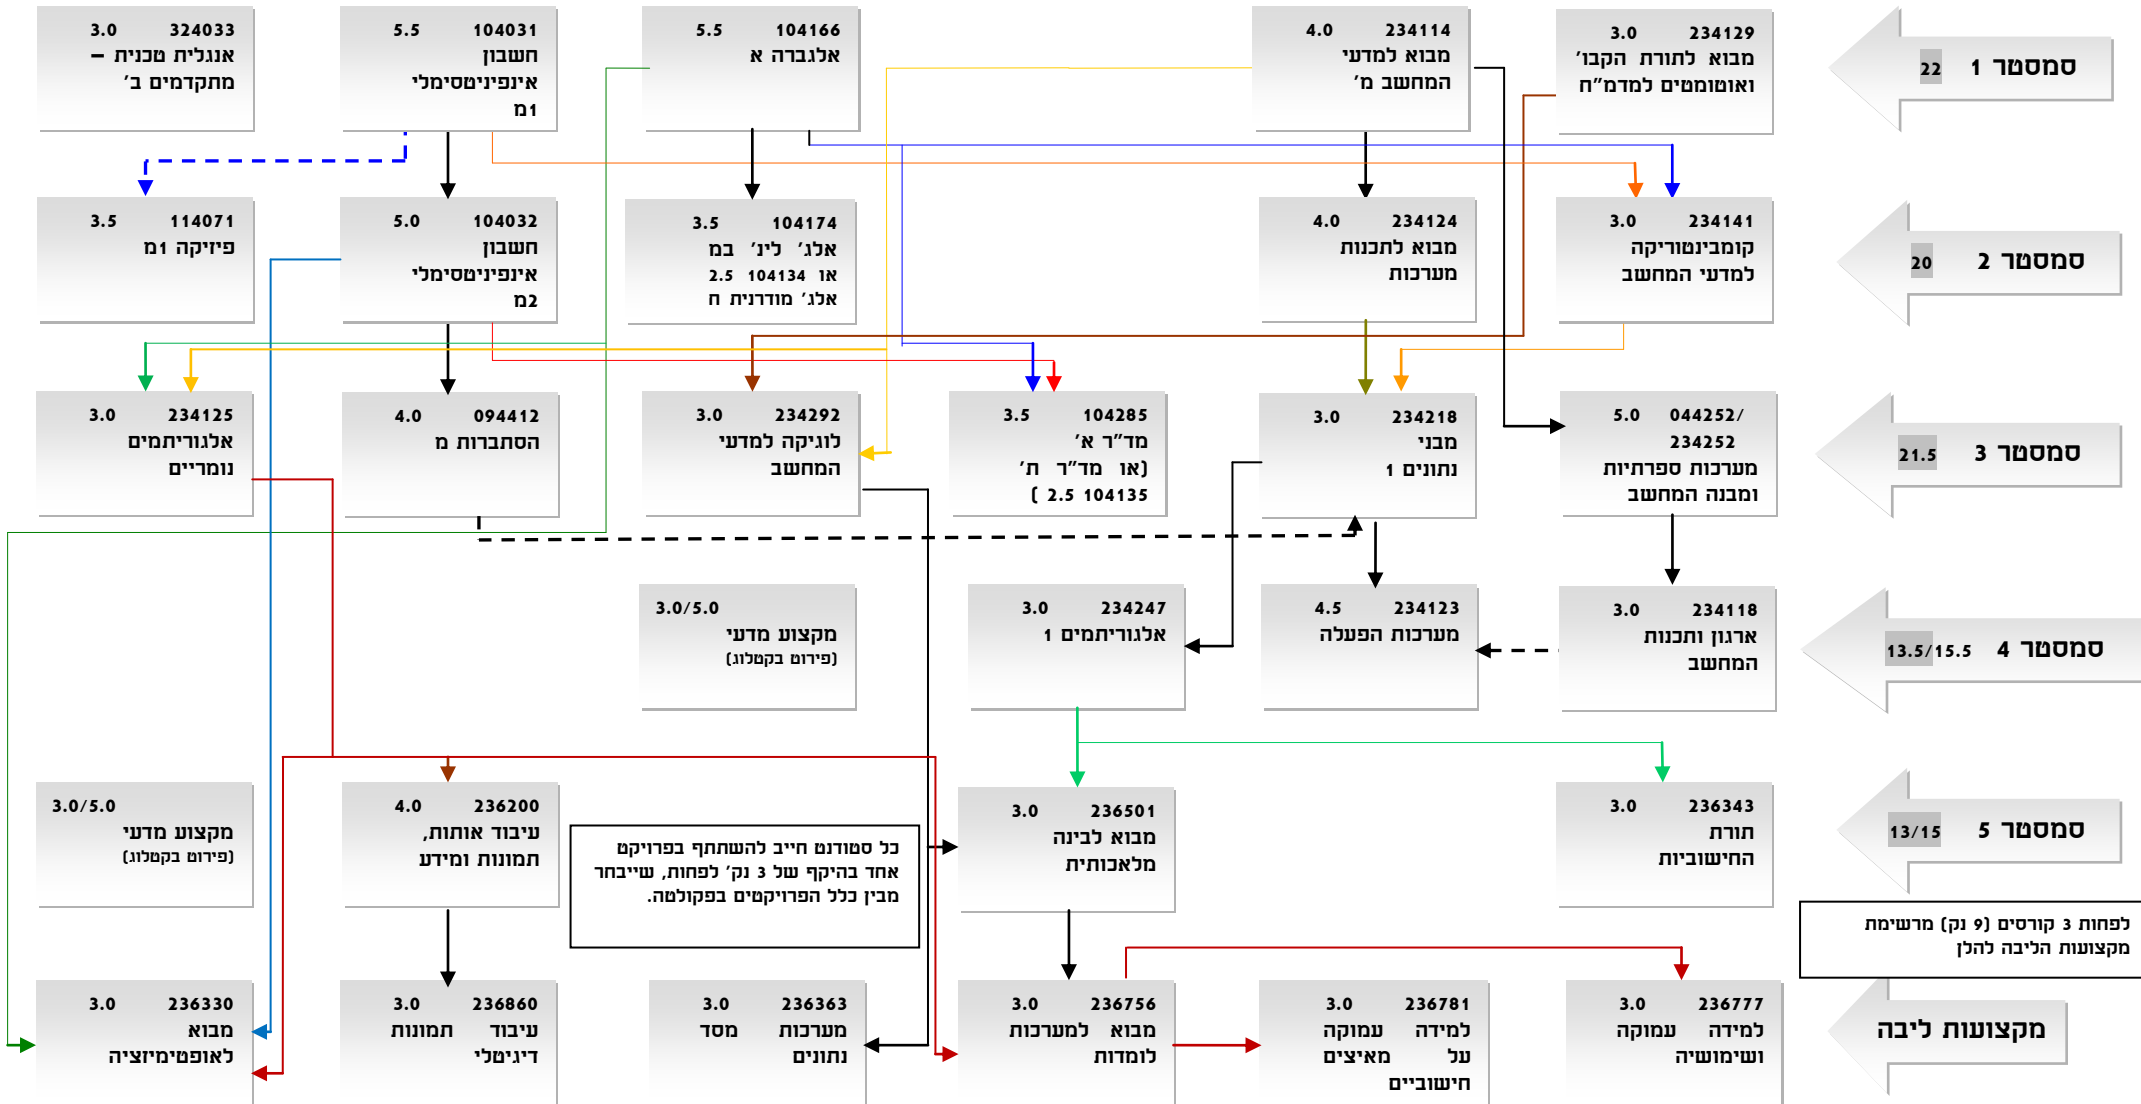 סמסטר 1 22
234129 3.0
מבוא לתורת הקבו'
ואוטומטים למדמ"ח
234114 4.0
מבוא למדעי
המחשב מ'
104166 5.5
אלגברה א
104031 5.5
חשבון
אינפיניטסימלי
1מ
324033 3.0
אנגלית טכנית –
מתקדמים ב'
סמסטר 2 20
234141 3.0
קומבינטוריקה
למדעי המחשב
234124 4.0
מבוא לתכנות
מערכות
104174 3.5
אלג' לינ' במ
או 104134 2.5
אלג' מודרנית ח
104032 5.0
חשבון
אינפיניטסימלי
2מ
114071 3.5
פיזיקה 1מ
סמסטר 3 21.5
044252/ 5.0
234252
מערכות ספרתיות
ומבנה המחשב
234218 3.0
מבני
נתונים 1
104285 3.5
מד"ר א'
(או מד"ר ת'
104135 2.5 )
234292 3.0
לוגיקה למדעי
המחשב
094412 4.0
הסתברות מ
234125 3.0
אלגוריתמים
נומריים
סמסטר 4 13.5/15.5
234118 3.0
ארגון ותכנות
המחשב
234123 4.5
מערכות הפעלה
234247 3.0
אלגוריתמים 1
3.0/5.0
מקצוע מדעי
(פירוט בקטלוג)
סמסטר 5 13/15
236343 3.0
תורת
החישוביות
236501 3.0
מבוא לבינה
מלאכותית
כל סטודנט חייב להשתתף בפרויקט
אחד בהיקף של 3 נק' לפחות, שייבחר
מבין כלל הפרויקטים בפקולטה.
236200 4.0
עיבוד אותות,
תמונות ומידע
3.0/5.0
מקצוע מדעי
(פירוט בקטלוג)
לפחות 3 קורסים (9 נק) מרשימת
מקצועות הליבה להלן
מקצועות ליבה
236777 3.0
למידה עמוקה
ושימושיה
236781 3.0
למידה עמוקה
על מאיצים
חישוביים
236756 3.0
מבוא למערכות
לומדות
236363 3.0
מערכות מסד
נתונים
236860 3.0
עיבוד תמונות
דיגיטלי
236330 3.0
מבוא
לאופטימיזציה